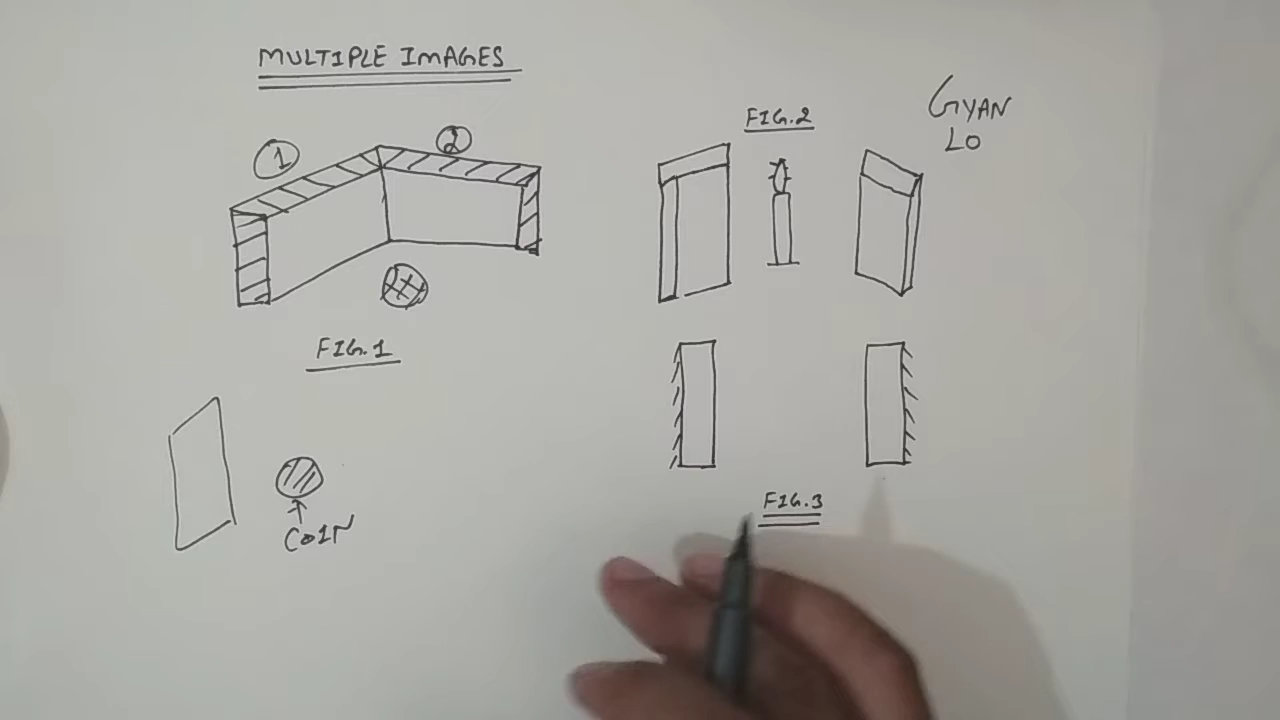 MULTIPLE IMAGES
1
2
FIG.1
COIN
FIG.2
GYAN
LO
FIG.3